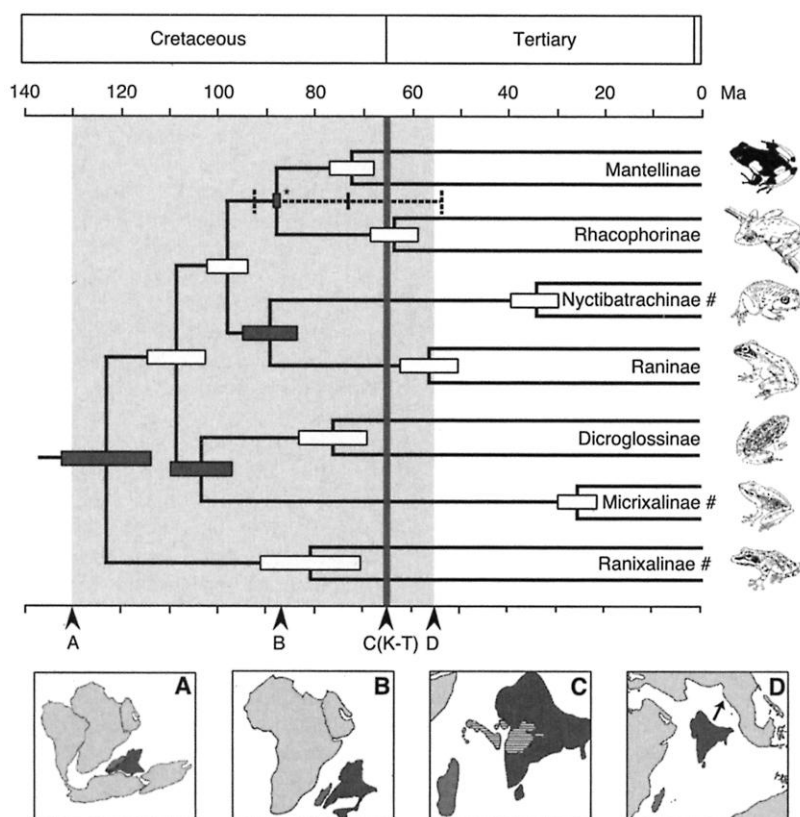 Cretaceous Tertiary
140 120 100 80 60 40 20 0 Ma
Mantellinae
*
Rhacophorinae
Nyctibatrachinae #
Raninae
Dicroglossinae
Micrixalinae #
Ranixalinae #
A B C(K-T) D
A B C D